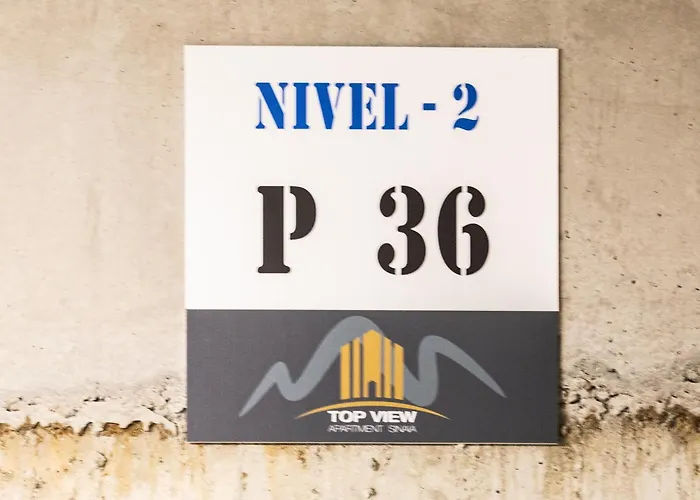 NIVEL - 2
P 36
TOP VIEW
APARTMENT SINAIA